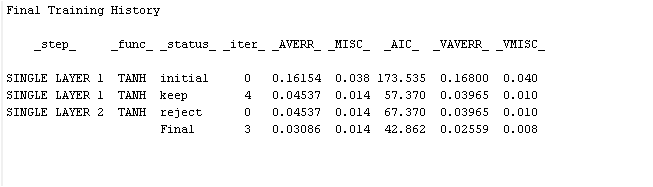 Final Training History
_step_ _func_ _status_ _iter_ _AVERR_ _MISC_ _AIC_ _VAVERR_ _VMISC_
SINGLE LAYER 1 TANH initial 0 0.16154 0.038 173.535 0.16800 0.040
SINGLE LAYER 1 TANH keep 4 0.04537 0.014 57.370 0.03965 0.010
SINGLE LAYER 2 TANH reject 0 0.04537 0.014 67.370 0.03965 0.010
Final 3 0.03086 0.014 42.862 0.02559 0.008